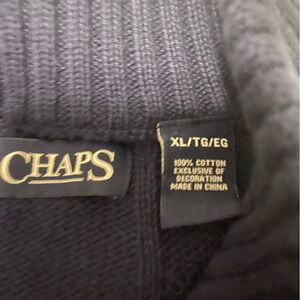 CHAPS
XL/TG/EG
100% COTTON
EXCLUSIVE OF
DECORATION
MADE IN CHINA